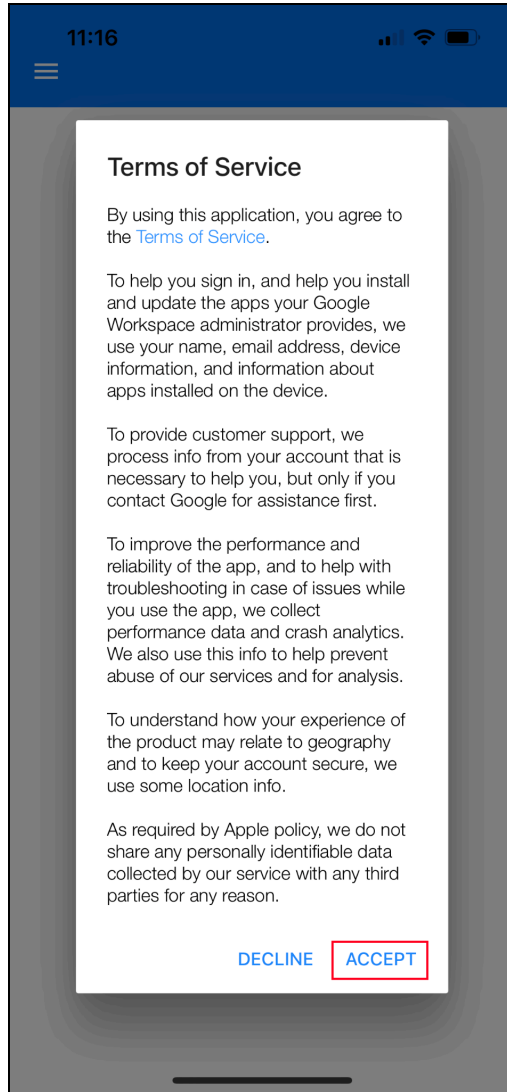 11:16
Terms of Service
By using this application, you agree to
the Terms of Service.
To help you sign in, and help you install
and update the apps your Google
Workspace administrator provides, we
use your name, email address, device
information, and information about
apps installed on the device.
To provide customer support, we
process info from your account that is
necessary to help you, but only if you
contact Google for assistance first.
To improve the performance and
reliability of the app, and to help with
troubleshooting in case of issues while
you use the app, we collect
performance data and crash analytics.
We also use this info to help prevent
abuse of our services and for analysis.
To understand how your experience of
the product may relate to geography
and to keep your account secure, we
use some location info.
As required by Apple policy, we do not
share any personally identifiable data
collected by our service with any third
parties for any reason.
DECLINE ACCEPT